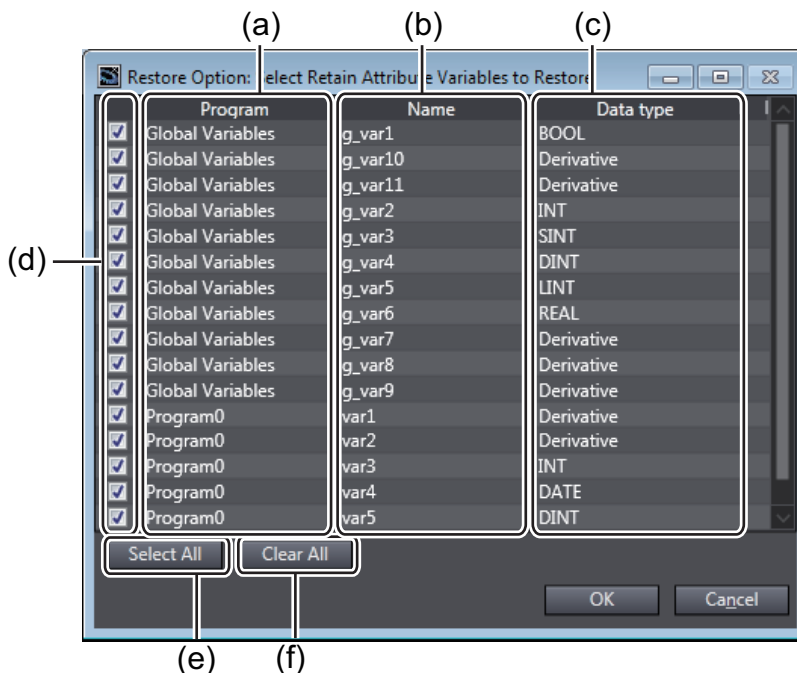 (a) (b) (c)
Restore Option: Select Retain Attribute Variables to Restore
Program Name Data type
Global Variables g_var1 BOOL
Global Variables g_var10 Derivative
Global Variables g_var11 Derivative
Global Variables g_var2 INT
Global Variables g_var3 SINT
(d) Global Variables g_var4 DINT
Global Variables g_var5 LINT
Global Variables g_var6 REAL
Global Variables g_var7 Derivative
Global Variables g_var8 Derivative
Global Variables g_var9 Derivative
Program0 var1 Derivative
Program0 var2 Derivative
Program0 var3 INT
Program0 var4 DATE
Program0 var5 DINT
Select All Clear All
OK Cancel
(e) (f)